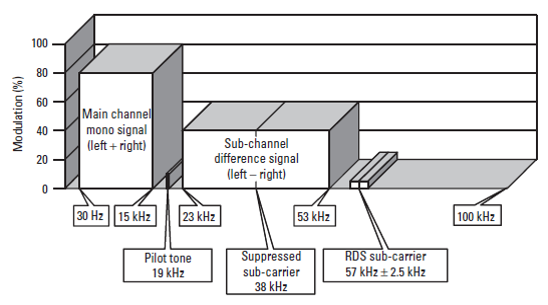 100
80
60
40
20
0
Modulation (%)
Main channel
mono signal
(left + right)
Sub-channel
difference signal
(left – right)
30 Hz
15 kHz
23 kHz
53 kHz
100 kHz
Pilot tone
19 kHz
Suppressed
sub-carrier
38 kHz
RDS sub-carrier
57 kHz ± 2.5 kHz